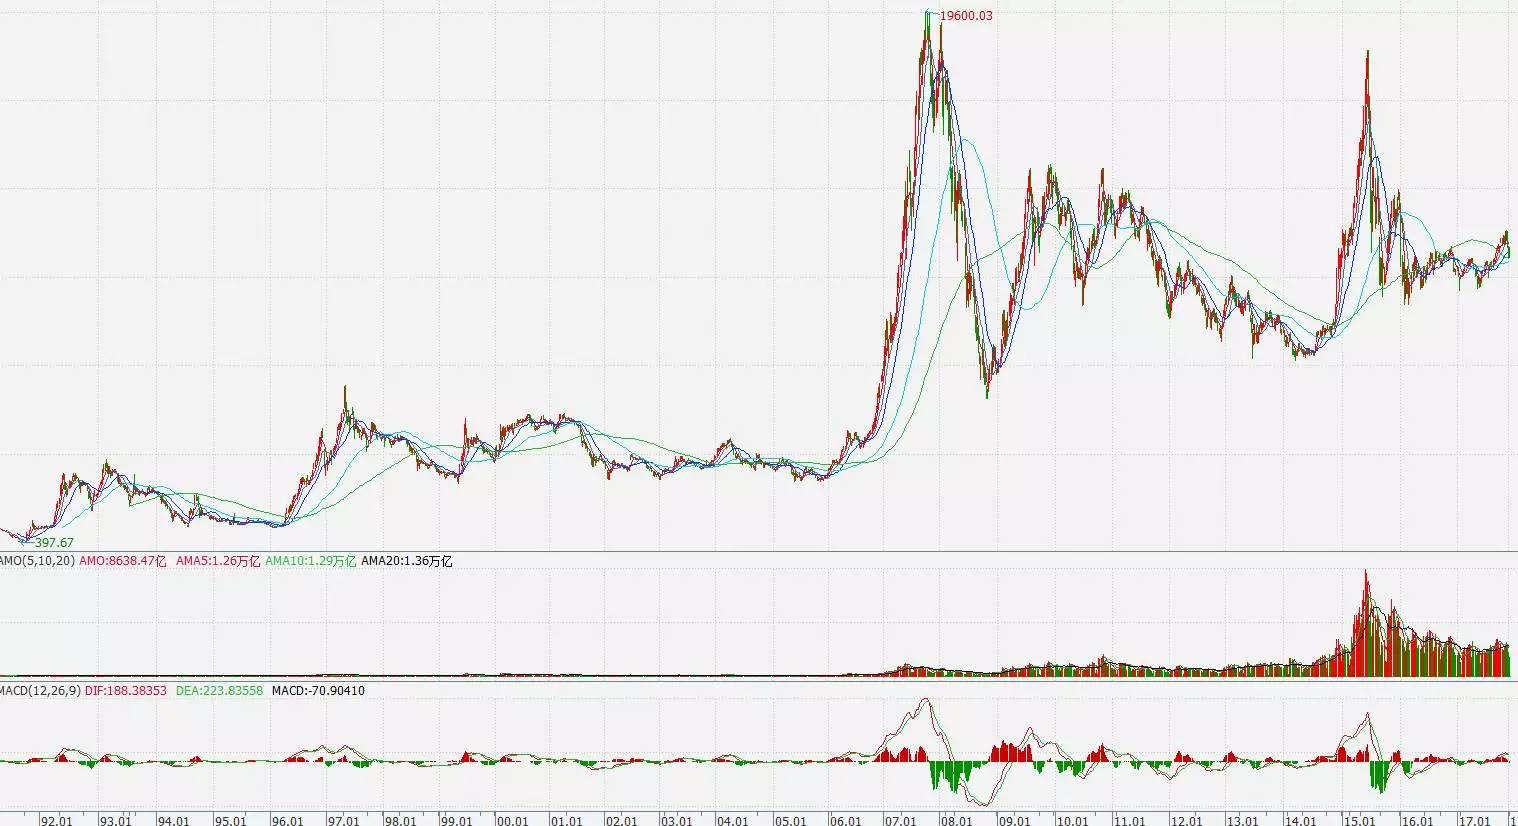 19600.03
397.67
AMO(5,10,20) AMO:8638.47亿 AMA5:1.26万亿 AMA10:1.29万亿 AMA20:1.36万亿
MACD(12,26,9) DIF:188.38353 DEA:223.83558 MACD:-70.90410
92.01 93.01 94.01 95.01 96.01 97.01 98.01 99.01 00.01 01.01 02.01 03.01 04.01 05.01 06.01 07.01 08.01 09.01 10.01 11.01 12.01 13.01 14.01 15.01 16.01 17.01 1